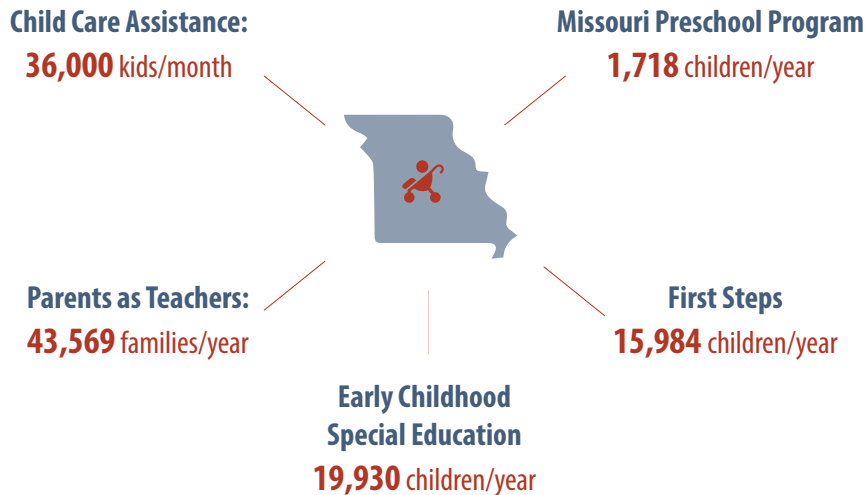 Child Care Assistance:
36,000 kids/month
Missouri Preschool Program
1,718 children/year
Parents as Teachers:
43,569 families/year
First Steps
15,984 children/year
Early Childhood
Special Education
19,930 children/year